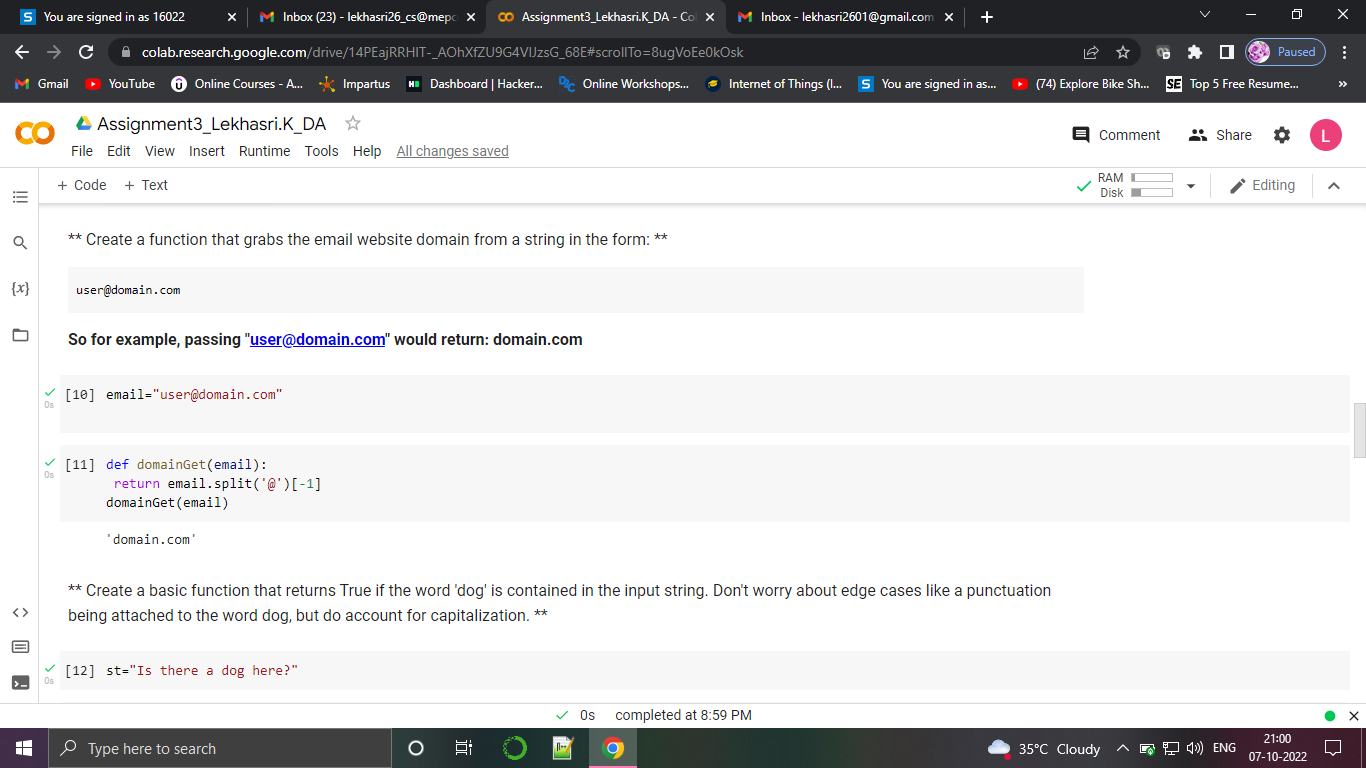 You are signed in as 16022
Inbox (23) - lekhasri26_cs@mepc
Assignment3_Lekhasri.K_DA - Col
Inbox - lekhasri2601@gmail.com
colab.research.google.com/drive/14PEajRRHIT-_AOhXfZU9G4VIJzsG_68E#scrollTo=8ugVoEe0kOsk
Paused
Gmail
YouTube
Online Courses - A...
Impartus
Dashboard | Hacker...
Online Workshops...
Internet of Things (I...
You are signed in as...
(74) Explore Bike Sh...
Top 5 Free Resume...
Assignment3_Lekhasri.K_DA
Comment
Share
L
File Edit View Insert Runtime Tools Help All changes saved
+ Code + Text
RAM
Disk
Editing
** Create a function that grabs the email website domain from a string in the form: **
user@domain.com
So for example, passing "user@domain.com" would return: domain.com
[10] email="user@domain.com"
0s
[11] def domainGet(email):
0s
return email.split('@')[-1]
domainGet(email)
'domain.com'
** Create a basic function that returns True if the word 'dog' is contained in the input string. Don't worry about edge cases like a punctuation
being attached to the word dog, but do account for capitalization. **
[12] st="Is there a dog here?"
0s
0s completed at 8:59 PM
Type here to search
35°C Cloudy
ENG
21:00
07-10-2022